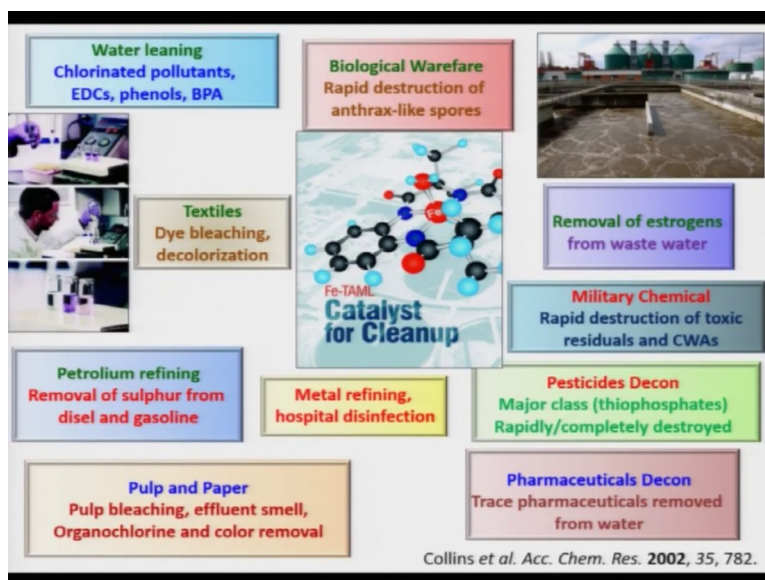 Water leaning
Chlorinated pollutants,
EDCs, phenols, BPA
Biological Warefare
Rapid destruction of
anthrax-like spores
Textiles
Dye bleaching,
decolorization
Fe
Fe-TAML
Catalyst
for Cleanup
Removal of estrogens
from waste water
Military Chemical
Rapid destruction of toxic
residuals and CWAs
Petrolium refining
Removal of sulphur from
disel and gasoline
Metal refining,
hospital disinfection
Pesticides Decon
Major class (thiophosphates)
Rapidly/completely destroyed
Pulp and Paper
Pulp bleaching, effluent smell,
Organochlorine and color removal
Pharmaceuticals Decon
Trace pharmaceuticals removed
from water
Collins et al. Acc. Chem. Res. 2002, 35, 782.